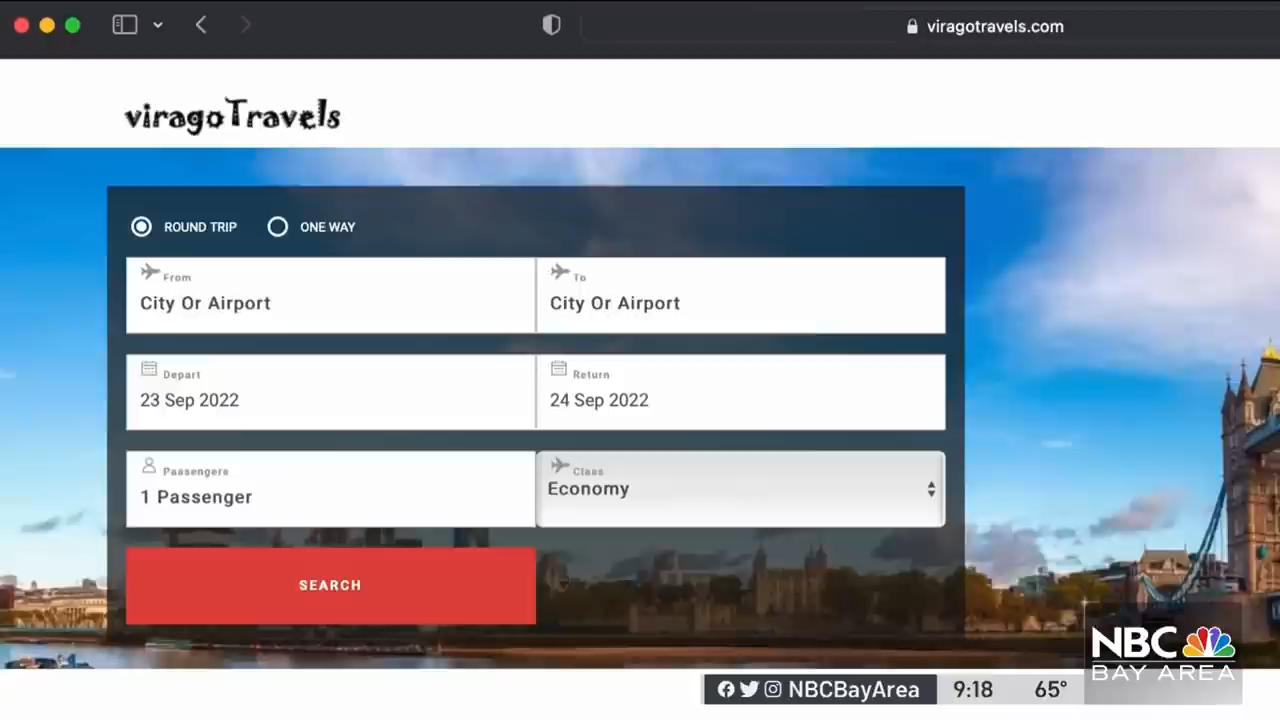 viragotravels.com
viragoTravels
ROUND TRIP ONE WAY
From To
City Or Airport City Or Airport
Depart Return
23 Sep 2022 24 Sep 2022
Passengers Class
1 Passenger Economy
SEARCH
NBC
BAY AREA
NBCBayArea 9:18 65°